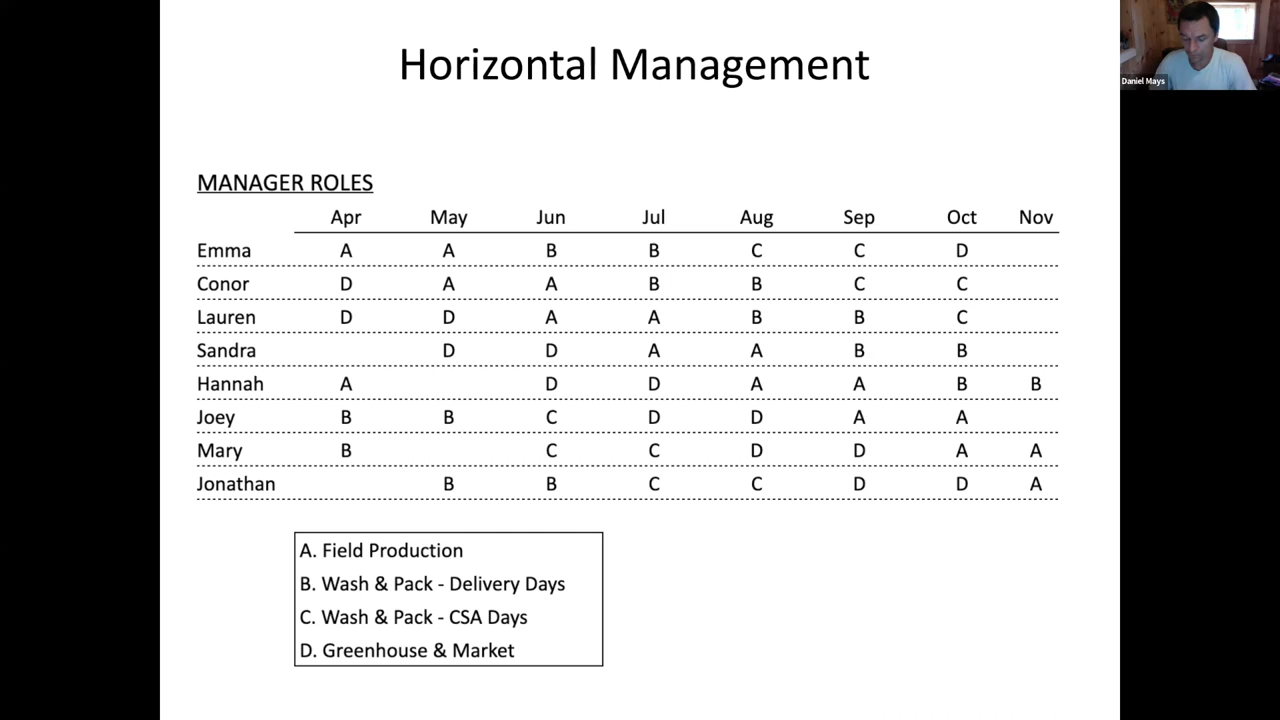 Horizontal Management
Daniel Mays
MANAGER ROLES
Apr May Jun Jul Aug Sep Oct Nov
Emma A A B B C C D
Conor D A A B B C C
Lauren D D A A B B C
Sandra D D A A B B
Hannah A D D A A B B
Joey B B C D D A A
Mary B C C D D A A
Jonathan B B C C D D A
A. Field Production
B. Wash & Pack - Delivery Days
C. Wash & Pack - CSA Days
D. Greenhouse & Market